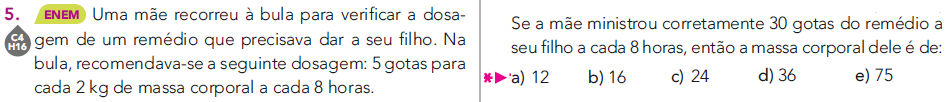 5. ENEM Uma mãe recorreu à bula para verificar a dosa-
C4
H16
gem de um remédio que precisava dar a seu filho. Na
bula, recomendava-se a seguinte dosagem: 5 gotas para
cada 2 kg de massa corporal a cada 8 horas.
Se a mãe ministrou corretamente 30 gotas do remédio a
seu filho a cada 8 horas, então a massa corporal dele é de:
a) 12 b) 16 c) 24 d) 36 e) 75